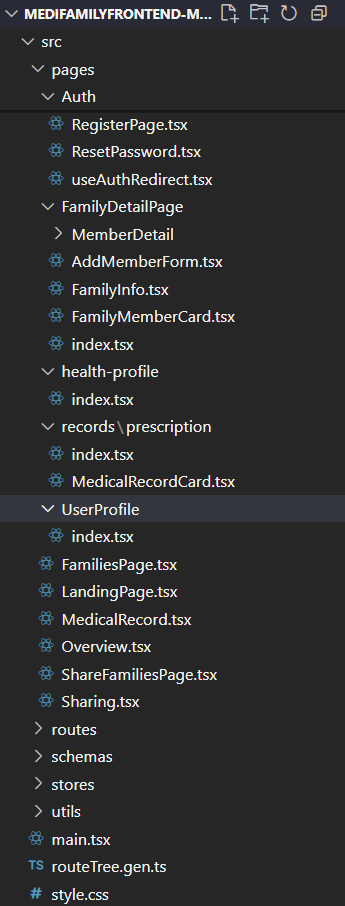 MEDIFAMILYFRONTEND-M...
src
pages
Auth
RegisterPage.tsx
ResetPassword.tsx
useAuthRedirect.tsx
FamilyDetailPage
MemberDetail
AddMemberForm.tsx
FamilyInfo.tsx
FamilyMemberCard.tsx
index.tsx
health-profile
index.tsx
records\prescription
index.tsx
MedicalRecordCard.tsx
UserProfile
index.tsx
FamiliesPage.tsx
LandingPage.tsx
MedicalRecord.tsx
Overview.tsx
ShareFamiliesPage.tsx
Sharing.tsx
routes
schemas
stores
utils
main.tsx
TS routeTree.gen.ts
# style.css